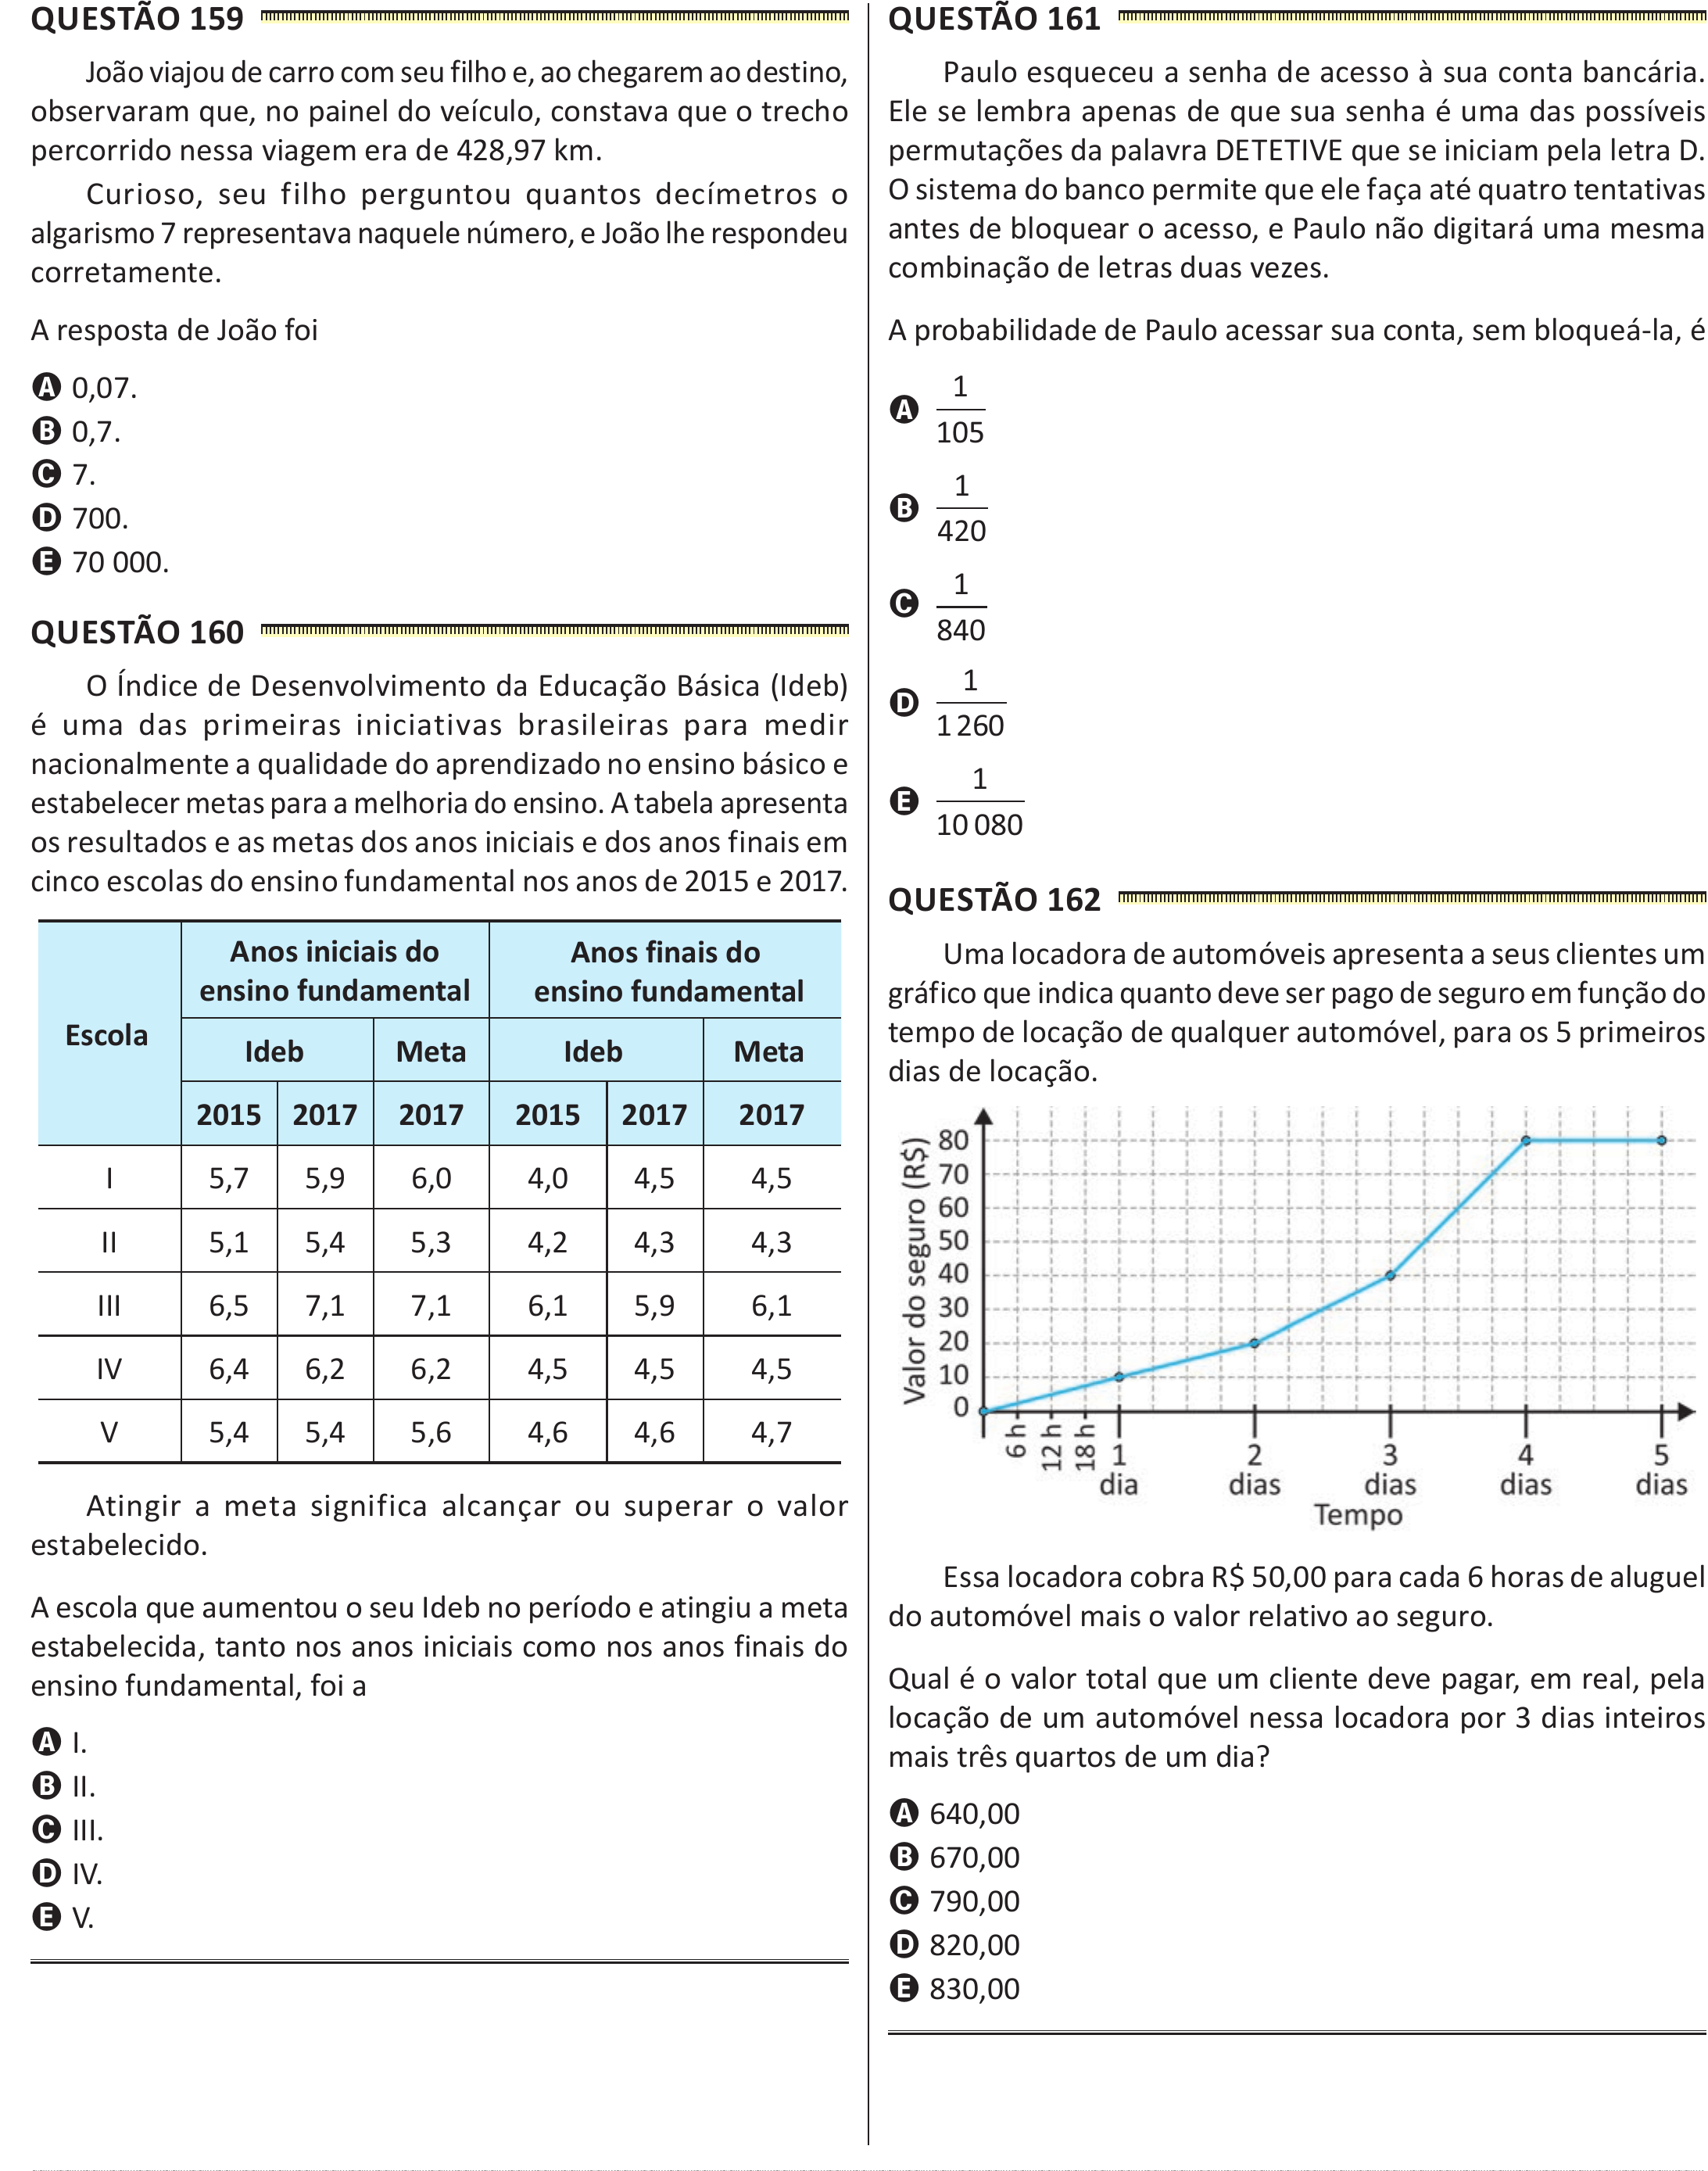 QUESTÃO 159
João viajou de carro com seu filho e, ao chegarem ao destino,
observaram que, no painel do veículo, constava que o trecho
percorrido nessa viagem era de 428,97 km.
Curioso, seu filho perguntou quantos decímetros o
algarismo 7 representava naquele número, e João lhe respondeu
corretamente.
A resposta de João foi
A 0,07.
B 0,7.
C 7.
D 700.
E 70 000.
QUESTÃO 160
O Índice de Desenvolvimento da Educação Básica (Ideb)
é uma das primeiras iniciativas brasileiras para medir
nacionalmente a qualidade do aprendizado no ensino básico e
estabelecer metas para a melhoria do ensino. A tabela apresenta
os resultados e as metas dos anos iniciais e dos anos finais em
cinco escolas do ensino fundamental nos anos de 2015 e 2017.
Escola
Anos iniciais do
ensino fundamental
Anos finais do
ensino fundamental
Ideb Meta Ideb Meta
2015 2017 2017 2015 2017 2017
I 5,7 5,9 6,0 4,0 4,5 4,5
II 5,1 5,4 5,3 4,2 4,3 4,3
III 6,5 7,1 7,1 6,1 5,9 6,1
IV 6,4 6,2 6,2 4,5 4,5 4,5
V 5,4 5,4 5,6 4,6 4,6 4,7
Atingir a meta significa alcançar ou superar o valor
estabelecido.
A escola que aumentou o seu Ideb no período e atingiu a meta
estabelecida, tanto nos anos iniciais como nos anos finais do
ensino fundamental, foi a
A I.
B II.
C III.
D IV.
E V.
QUESTÃO 161
Paulo esqueceu a senha de acesso à sua conta bancária.
Ele se lembra apenas de que sua senha é uma das possíveis
permutações da palavra DETETIVE que se iniciam pela letra D.
O sistema do banco permite que ele faça até quatro tentativas
antes de bloquear o acesso, e Paulo não digitará uma mesma
combinação de letras duas vezes.
A probabilidade de Paulo acessar sua conta, sem bloqueá-la, é
A 1/105
B 1/420
C 1/840
D 1/1 260
E 1/10 080
QUESTÃO 162
Uma locadora de automóveis apresenta a seus clientes um
gráfico que indica quanto deve ser pago de seguro em função do
tempo de locação de qualquer automóvel, para os 5 primeiros
dias de locação.
Valor do seguro (R$)
80
70
60
50
40
30
20
10
0
6 h 12 h 18 h 1 2 3 4 5
dia dias dias dias dias
Tempo
Essa locadora cobra R$ 50,00 para cada 6 horas de aluguel
do automóvel mais o valor relativo ao seguro.
Qual é o valor total que um cliente deve pagar, em real, pela
locação de um automóvel nessa locadora por 3 dias inteiros
mais três quartos de um dia?
A 640,00
B 670,00
C 790,00
D 820,00
E 830,00